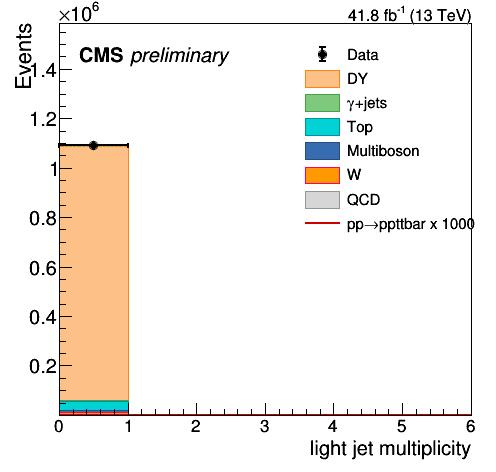 ×10⁶
41.8 fb⁻¹ (13 TeV)
Events
CMS preliminary
Data
DY
γ+jets
Top
Multiboson
W
QCD
pp→ppttbar x 1000
1.4
1.2
1
0.8
0.6
0.4
0.2
0 1 2 3 4 5 6
light jet multiplicity